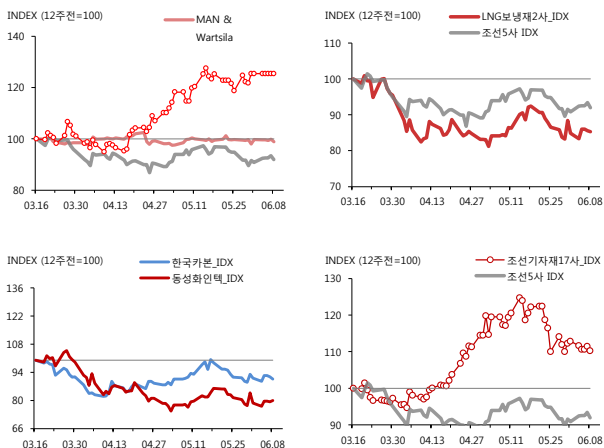 INDEX (12주전=100)
MAN &
Wartsila
140
120
100
80
03.16 03.30 04.13 04.27 05.11 05.25 06.08
INDEX (12주전=100)
LNG보냉재2사_IDX
조선5사 IDX
110
100
90
80
70
03.16 03.30 04.13 04.27 05.11 05.25 06.08
INDEX (12주전=100)
한국카본_IDX
동성화인텍_IDX
136
122
108
94
80
66
03.16 03.30 04.13 04.27 05.11 05.25 06.08
INDEX (12주전=100)
조선기자재17사_IDX
조선5사 IDX
130
120
110
100
90
03.16 03.30 04.13 04.27 05.11 05.25 06.08